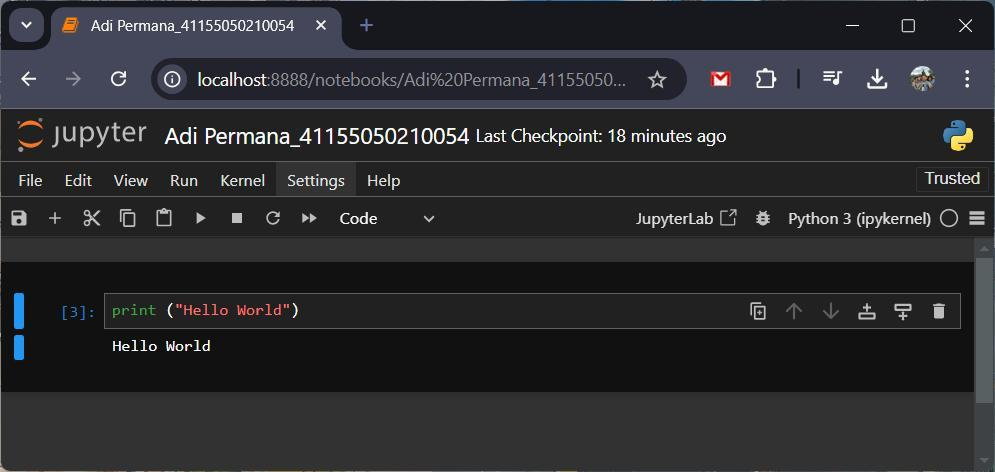 Adi Permana_41155050210054
localhost:8888/notebooks/Adi%20Permana_41155050...
jupyter Adi Permana_41155050210054 Last Checkpoint: 18 minutes ago
File Edit View Run Kernel Settings Help Trusted
Code JupyterLab Python 3 (ipykernel)
[3]: print ("Hello World")
Hello World